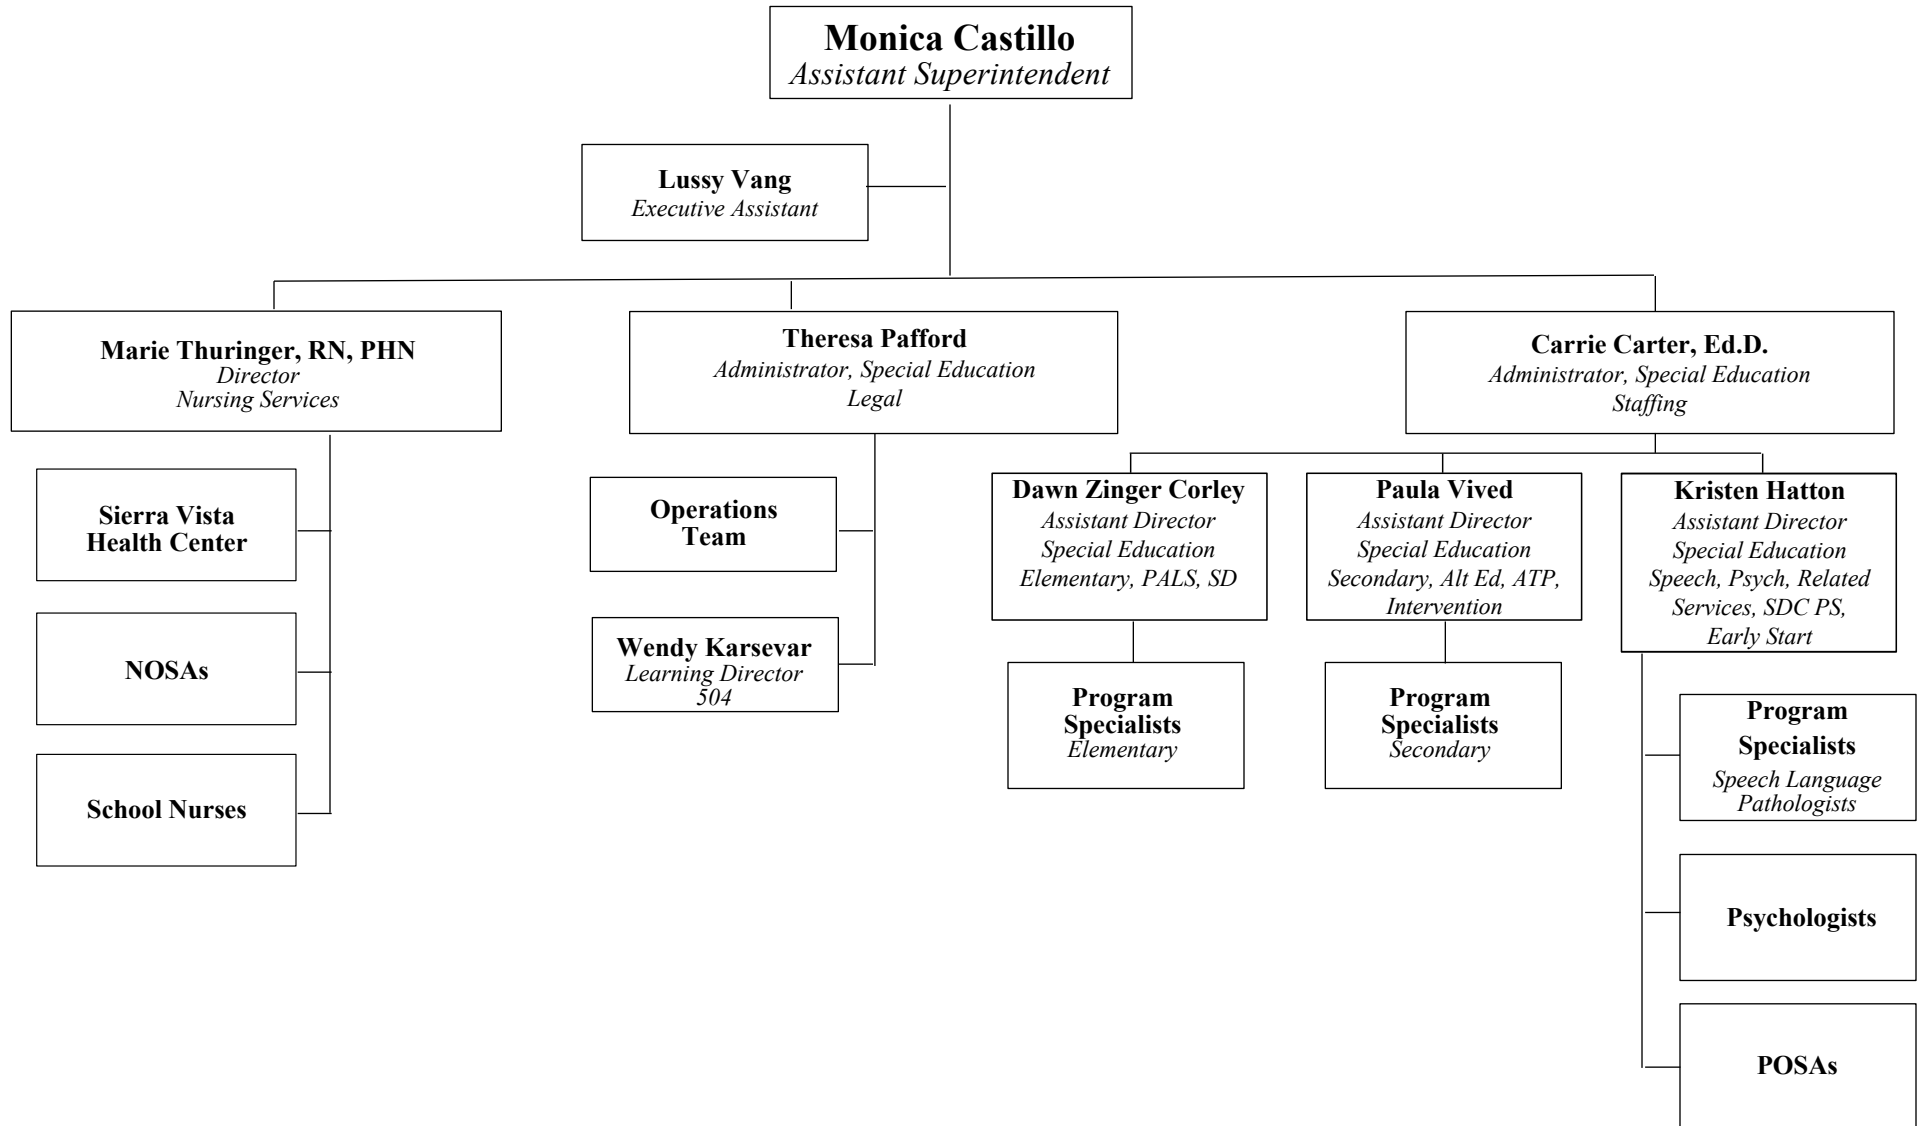 Monica Castillo
Assistant Superintendent
Lussy Vang
Executive Assistant
Marie Thuringer, RN, PHN
Director
Nursing Services
Theresa Pafford
Administrator, Special Education
Legal
Carrie Carter, Ed.D.
Administrator, Special Education
Staffing
Sierra Vista
Health Center
NOSAs
School Nurses
Operations
Team
Wendy Karsevar
Learning Director
504
Dawn Zinger Corley
Assistant Director
Special Education
Elementary, PALS, SD
Program
Specialists
Elementary
Paula Vived
Assistant Director
Special Education
Secondary, Alt Ed, ATP,
Intervention
Program
Specialists
Secondary
Kristen Hatton
Assistant Director
Special Education
Speech, Psych, Related
Services, SDC PS,
Early Start
Program
Specialists
Speech Language
Pathologists
Psychologists
POSAs